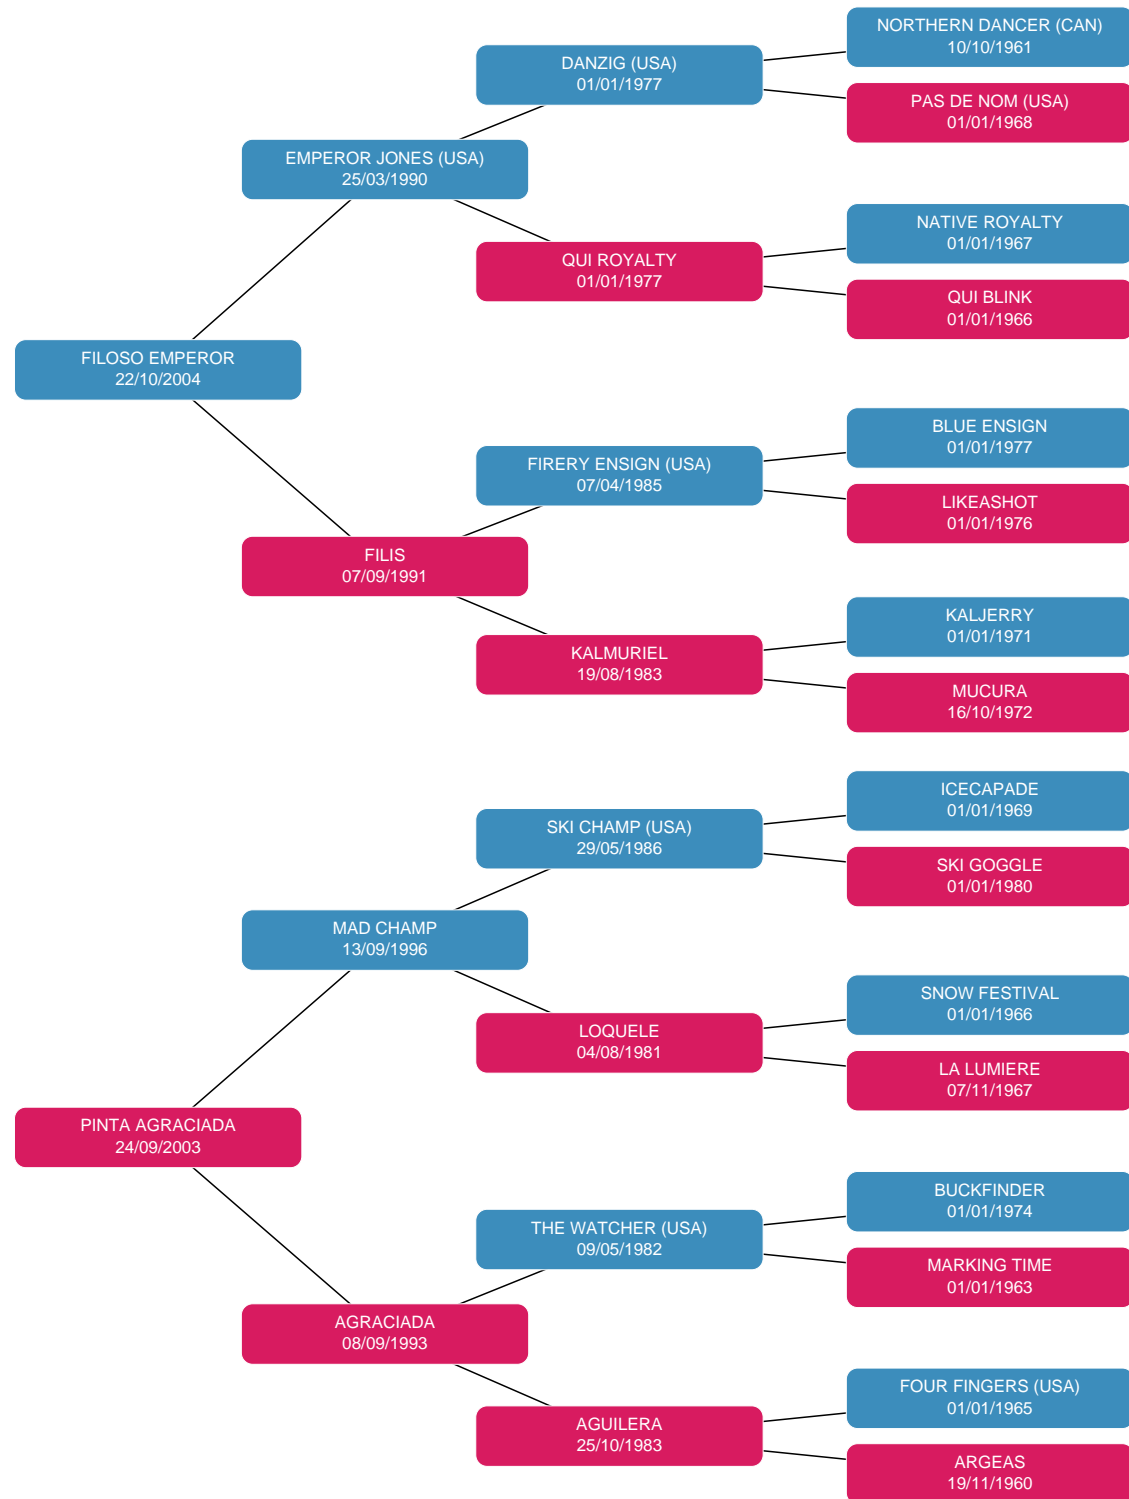 NORTHERN DANCER (CAN)
10/10/1961
DANZIG (USA)
01/01/1977
PAS DE NOM (USA)
01/01/1968
EMPEROR JONES (USA)
25/03/1990
NATIVE ROYALTY
01/01/1967
QUI ROYALTY
01/01/1977
QUI BLINK
01/01/1966
FILOSO EMPEROR
22/10/2004
BLUE ENSIGN
01/01/1977
FIRERY ENSIGN (USA)
07/04/1985
LIKEASHOT
01/01/1976
FILIS
07/09/1991
KALJERRY
01/01/1971
KALMURIEL
19/08/1983
MUCURA
16/10/1972
ICECAPADE
01/01/1969
SKI CHAMP (USA)
29/05/1986
SKI GOGGLE
01/01/1980
MAD CHAMP
13/09/1996
SNOW FESTIVAL
01/01/1966
LOQUELE
04/08/1981
LA LUMIERE
07/11/1967
PINTA AGRACIADA
24/09/2003
BUCKFINDER
01/01/1974
THE WATCHER (USA)
09/05/1982
MARKING TIME
01/01/1963
AGRACIADA
08/09/1993
FOUR FINGERS (USA)
01/01/1965
AGUILERA
25/10/1983
ARGEAS
19/11/1960